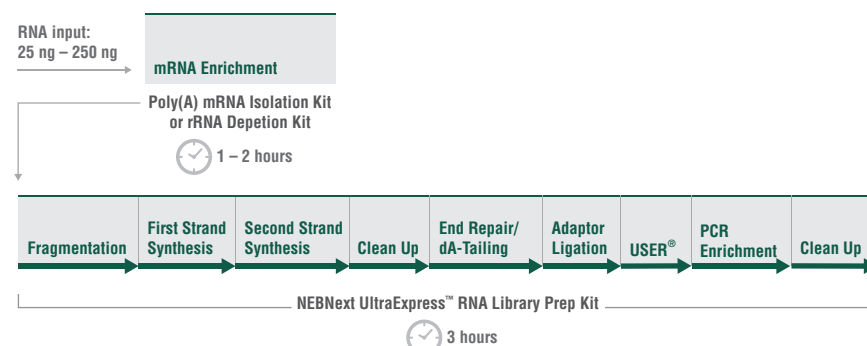 RNA input:
25 ng – 250 ng
mRNA Enrichment
Poly(A) mRNA Isolation Kit
or rRNA Depetion Kit
1 – 2 hours
Fragmentation
First Strand
Synthesis
Second Strand
Synthesis
Clean Up
End Repair/
dA-Tailing
Adaptor
Ligation
USER®
PCR
Enrichment
Clean Up
NEBNext UltraExpress™ RNA Library Prep Kit
3 hours